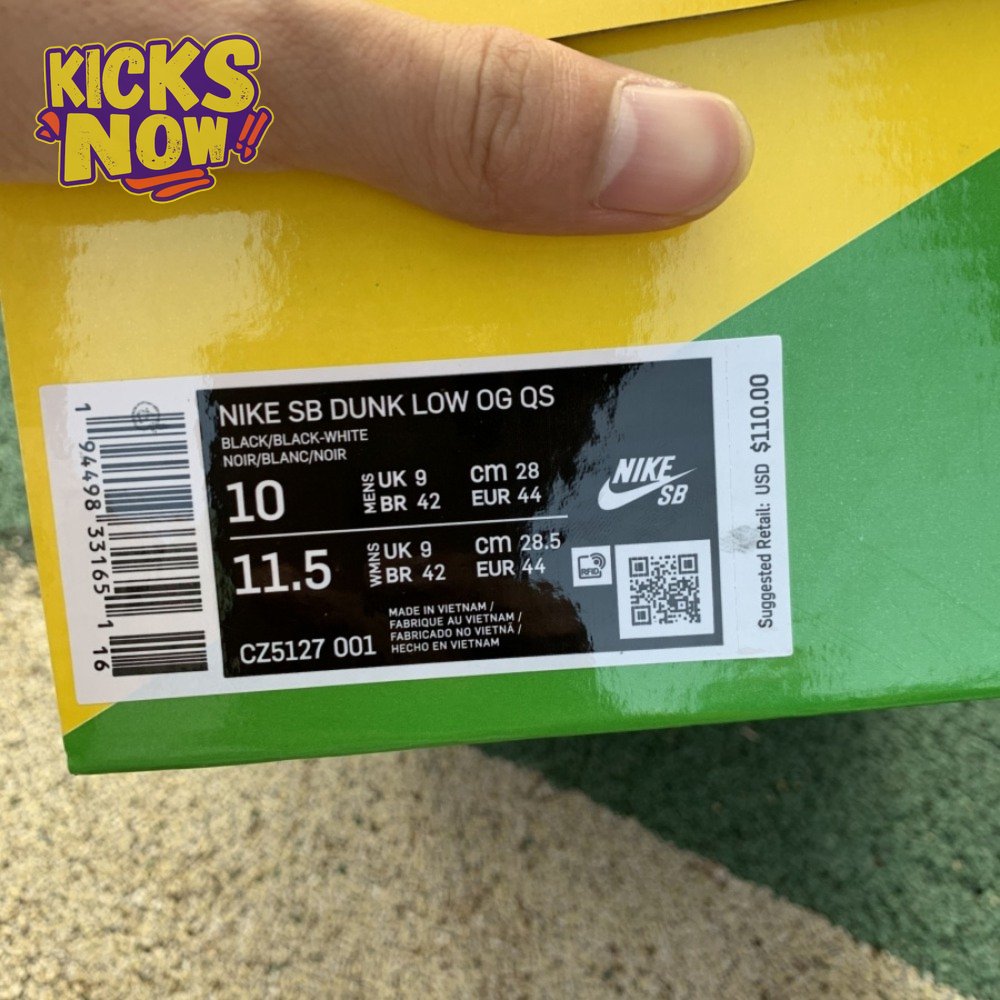 KICKS
NOW!!
NIKE SB DUNK LOW OG QS
BLACK/BLACK-WHITE
NOIR/BLANC/NOIR
10
MENS
UK 9
CM 28
BR 42
EUR 44
NIKE
SB
11.5
WMNS
UK 9
CM 28.5
BR 42
EUR 44
RFID
MADE IN VIETNAM /
FABRIQUE AU VIETNAM /
FABRICADO NO VIETNÃ /
HECHO EN VIETNAM
CZ5127 001
1 94498 33165 1 16
Suggested Retail: USD $110.00